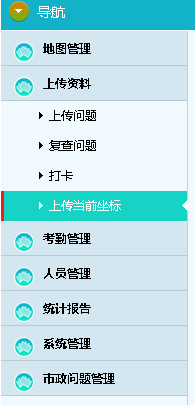 导航
地图管理
上传资料
上传问题
复查问题
打卡
上传当前坐标
考勤管理
人员管理
统计报告
系统管理
市政问题管理